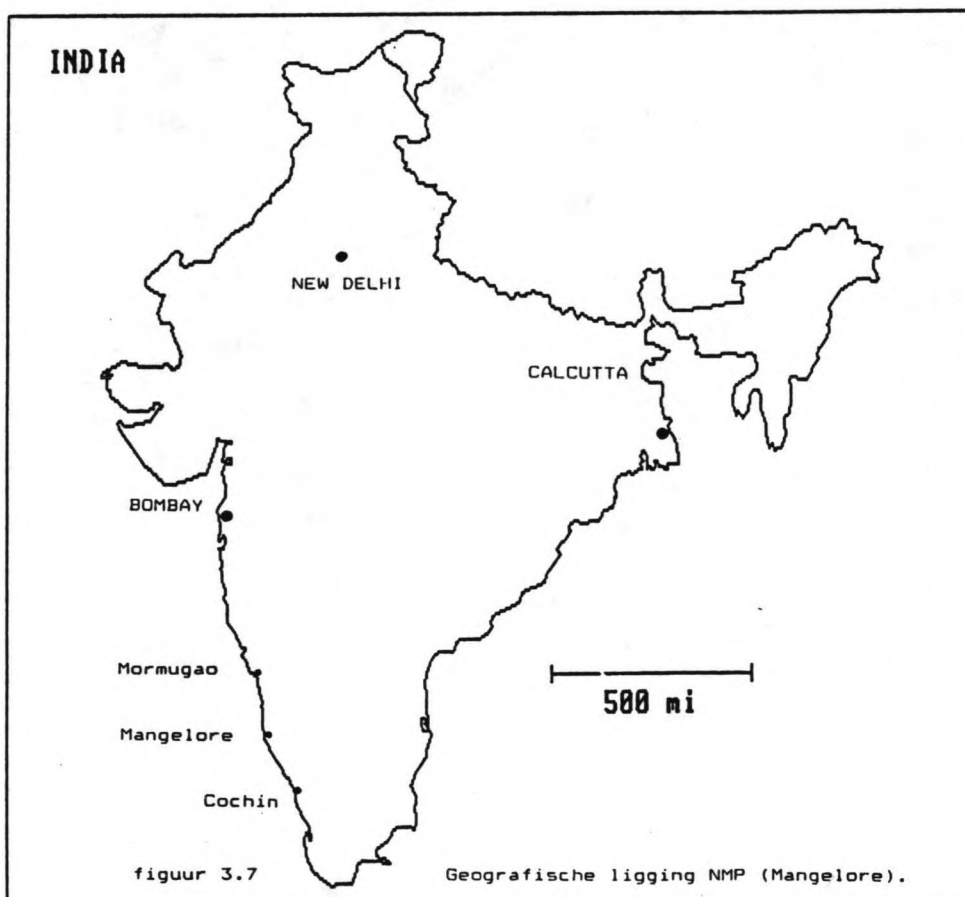 INDIA
NEW DELHI
CALCUTTA
BOMBAY
Mormugao
500 mi
Mangelore
Cochin
figuur 3.7 Geografische ligging NMP (Mangelore).